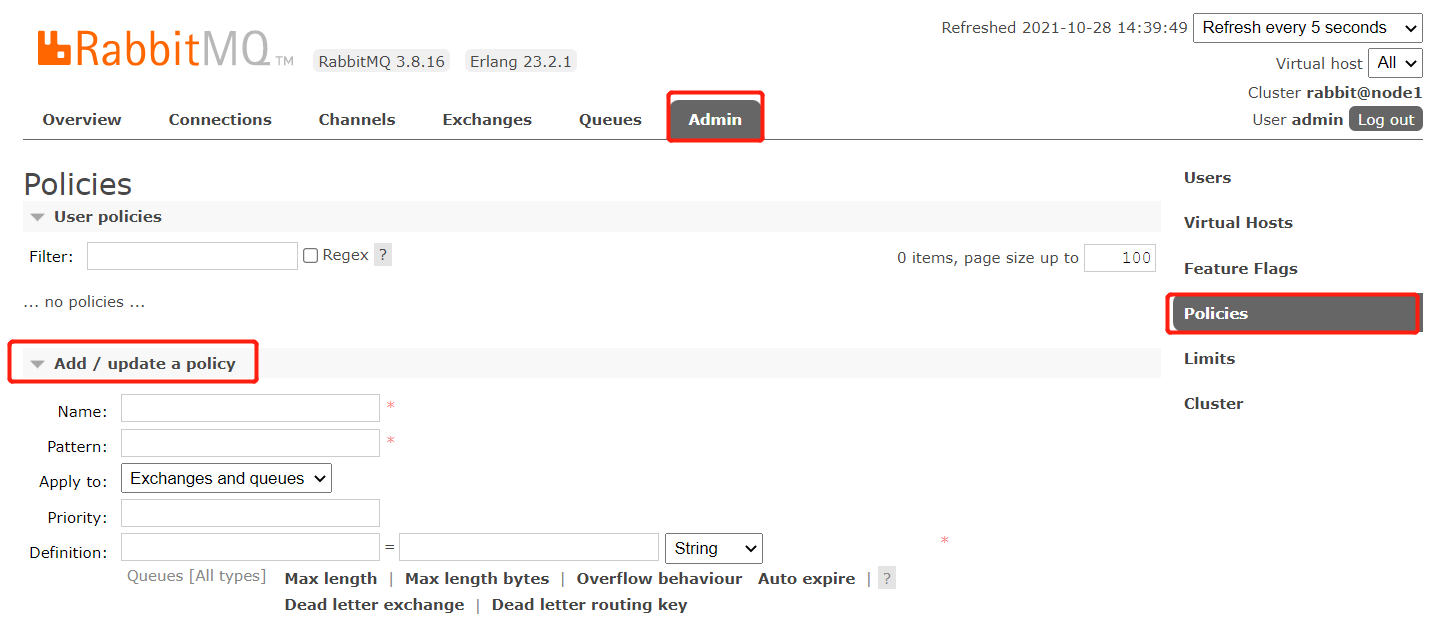 RabbitMQ TM RabbitMQ 3.8.16 Erlang 23.2.1
Refreshed 2021-10-28 14:39:49 Refresh every 5 seconds
Virtual host All
Cluster rabbit@node1
User admin Log out
Overview Connections Channels Exchanges Queues Admin
Policies
User policies
Filter: Regex ? 0 items, page size up to 100
... no policies ...
Add / update a policy
Name: *
Pattern: *
Apply to: Exchanges and queues
Priority:
Definition: = String *
Queues [All types] Max length | Max length bytes | Overflow behaviour Auto expire | ?
Dead letter exchange | Dead letter routing key
Users
Virtual Hosts
Feature Flags
Policies
Limits
Cluster